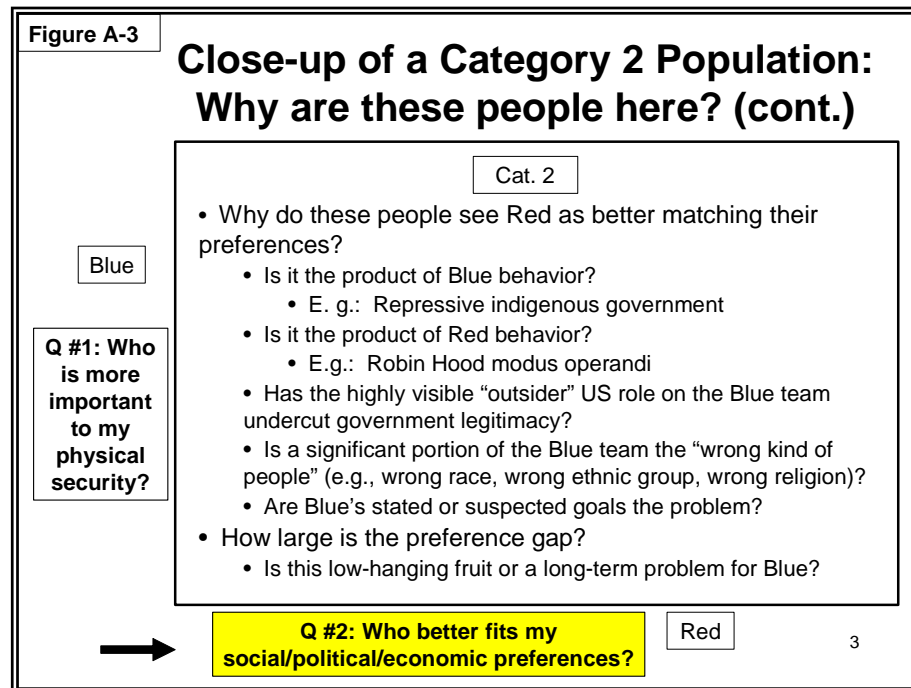 Figure A-3
Close-up of a Category 2 Population:
Why are these people here? (cont.)
Cat. 2
• Why do these people see Red as better matching their
preferences?
• Is it the product of Blue behavior?
• E. g.: Repressive indigenous government
• Is it the product of Red behavior?
• E.g.: Robin Hood modus operandi
• Has the highly visible “outsider” US role on the Blue team
undercut government legitimacy?
• Is a significant portion of the Blue team the “wrong kind of
people” (e.g., wrong race, wrong ethnic group, wrong religion)?
• Are Blue’s stated or suspected goals the problem?
• How large is the preference gap?
• Is this low-hanging fruit or a long-term problem for Blue?
Blue
Q #1: Who
is more
important
to my
physical
security?
Q #2: Who better fits my
social/political/economic preferences?
Red
3